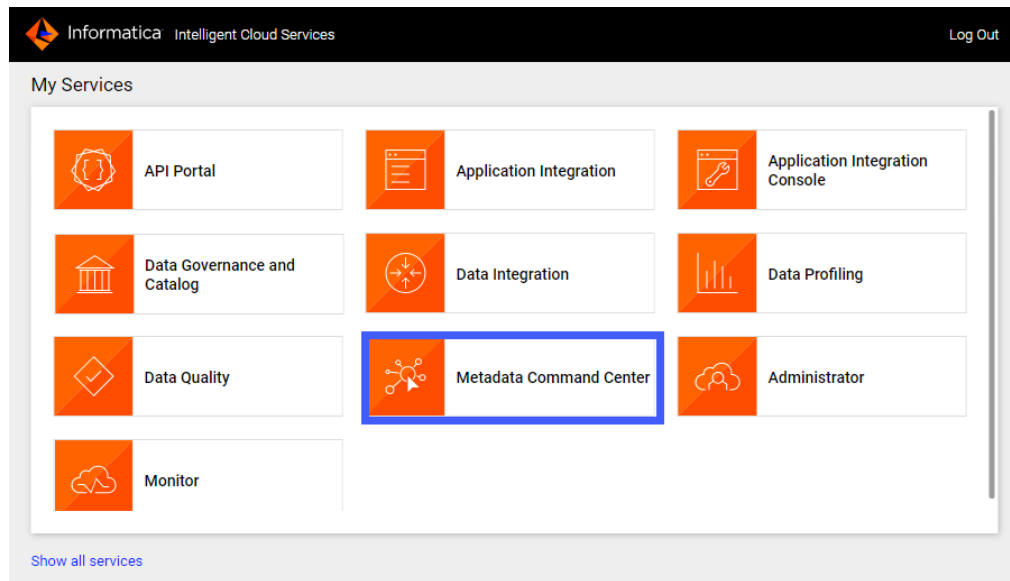 Informatica Intelligent Cloud Services
Log Out
My Services
API Portal
Application Integration
Application Integration
Console
Data Governance and
Catalog
Data Integration
Data Profiling
Data Quality
Metadata Command Center
Administrator
Monitor
Show all services